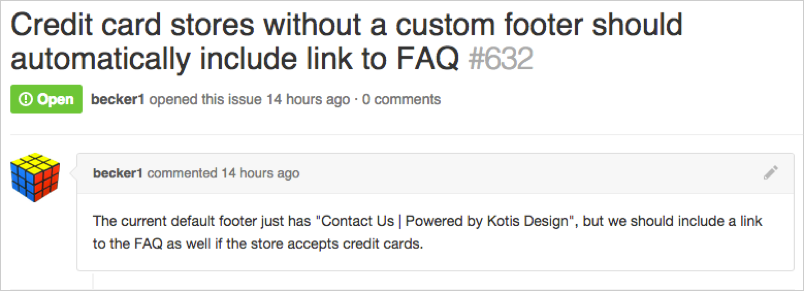 Credit card stores without a custom footer should
automatically include link to FAQ #632
Open becker1 opened this issue 14 hours ago · 0 comments
becker1 commented 14 hours ago
The current default footer just has "Contact Us | Powered by Kotis Design", but we should include a link
to the FAQ as well if the store accepts credit cards.